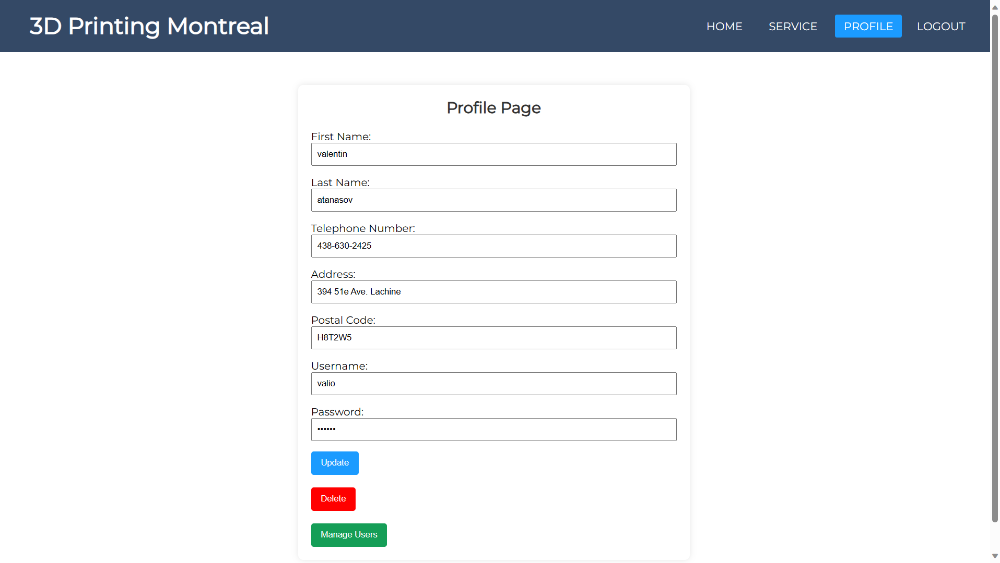 3D Printing Montreal
HOME SERVICE PROFILE LOGOUT
Profile Page
First Name:
valentin
Last Name:
atanasov
Telephone Number:
438-630-2425
Address:
394 51e Ave. Lachine
Postal Code:
H8T2W5
Username:
valio
Password:
••••••
Update
Delete
Manage Users